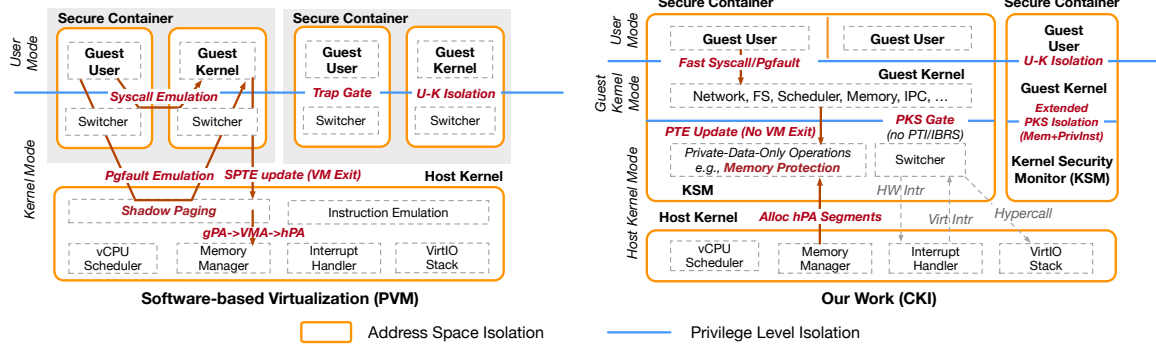 Secure Container
Secure Container
User Mode
Guest User
Guest Kernel
Guest User
Guest Kernel
Syscall Emulation
Trap Gate
U-K Isolation
Switcher
Switcher
Switcher
Switcher
Kernel Mode
Pgfault Emulation
SPTE update (VM Exit)
Host Kernel
Shadow Paging
Instruction Emulation
gPA->VMA->hPA
vCPU Scheduler
Memory Manager
Interrupt Handler
VirtIO Stack
Software-based Virtualization (PVM)
Secure Container
Secure Container
User Mode
Guest User
Guest User
Guest User
Fast Syscall/Pgfault
U-K Isolation
Guest Kernel Mode
Guest Kernel
Guest Kernel
Network, FS, Scheduler, Memory, IPC, …
PKS Gate
(no PTI/IBRS)
Extended PKS Isolation (Mem+PrivInst)
PTE Update (No VM Exit)
Host Kernel Mode
Private-Data-Only Operations
e.g., Memory Protection
Switcher
Kernel Security Monitor (KSM)
KSM
HW Intr
Host Kernel
Alloc hPA Segments
Virt Intr
Hypercall
vCPU Scheduler
Memory Manager
Interrupt Handler
VirtIO Stack
Our Work (CKI)
Address Space Isolation
Privilege Level Isolation